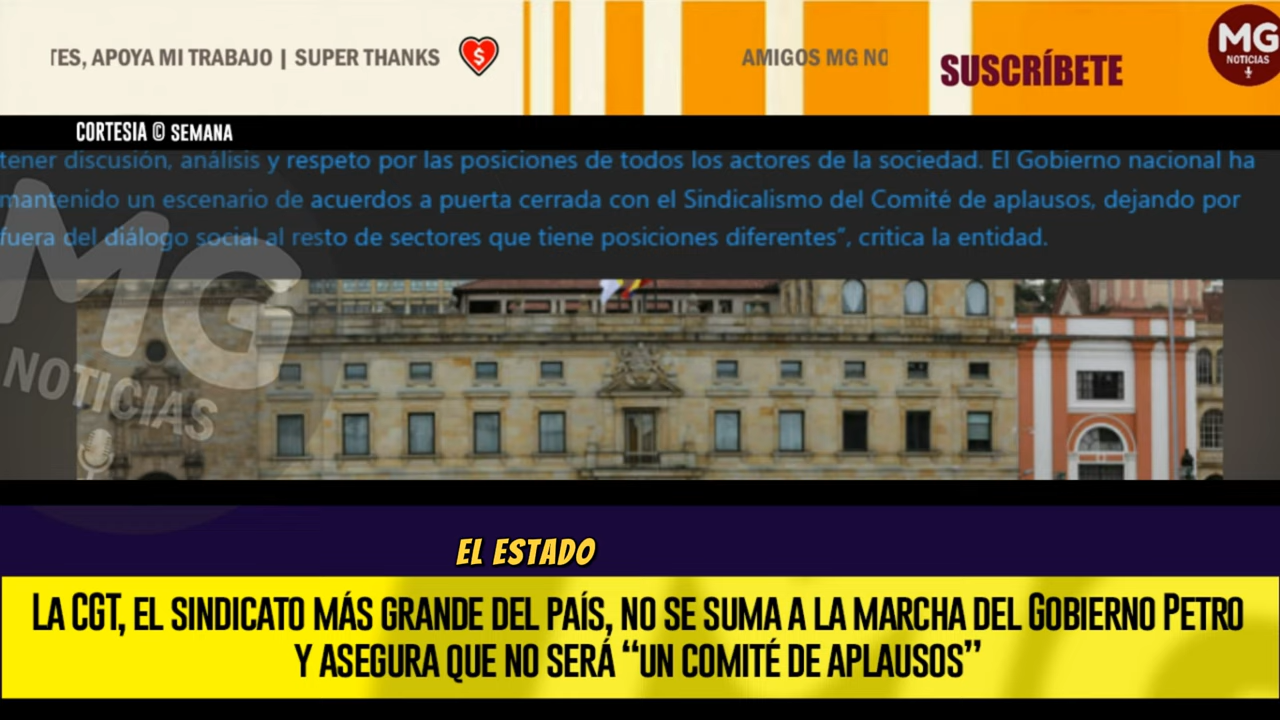 TES, APOYA MI TRABAJO | SUPER THANKS
AMIGOS MG NO
SUSCRÍBETE
MG
NOTICIAS
CORTESIA © SEMANA
tener discusión, análisis y respeto por las posiciones de todos los actores de la sociedad. El Gobierno nacional ha
mantenido un escenario de acuerdos a puerta cerrada con el Sindicalismo del Comité de aplausos, dejando por
fuera del diálogo social al resto de sectores que tiene posiciones diferentes”, critica la entidad.
MG
NOTICIAS
EL ESTADO
LA CGT, EL SINDICATO MÁS GRANDE DEL PAÍS, NO SE SUMA A LA MARCHA DEL GOBIERNO PETRO
Y ASEGURA QUE NO SERÁ “UN COMITÉ DE APLAUSOS”